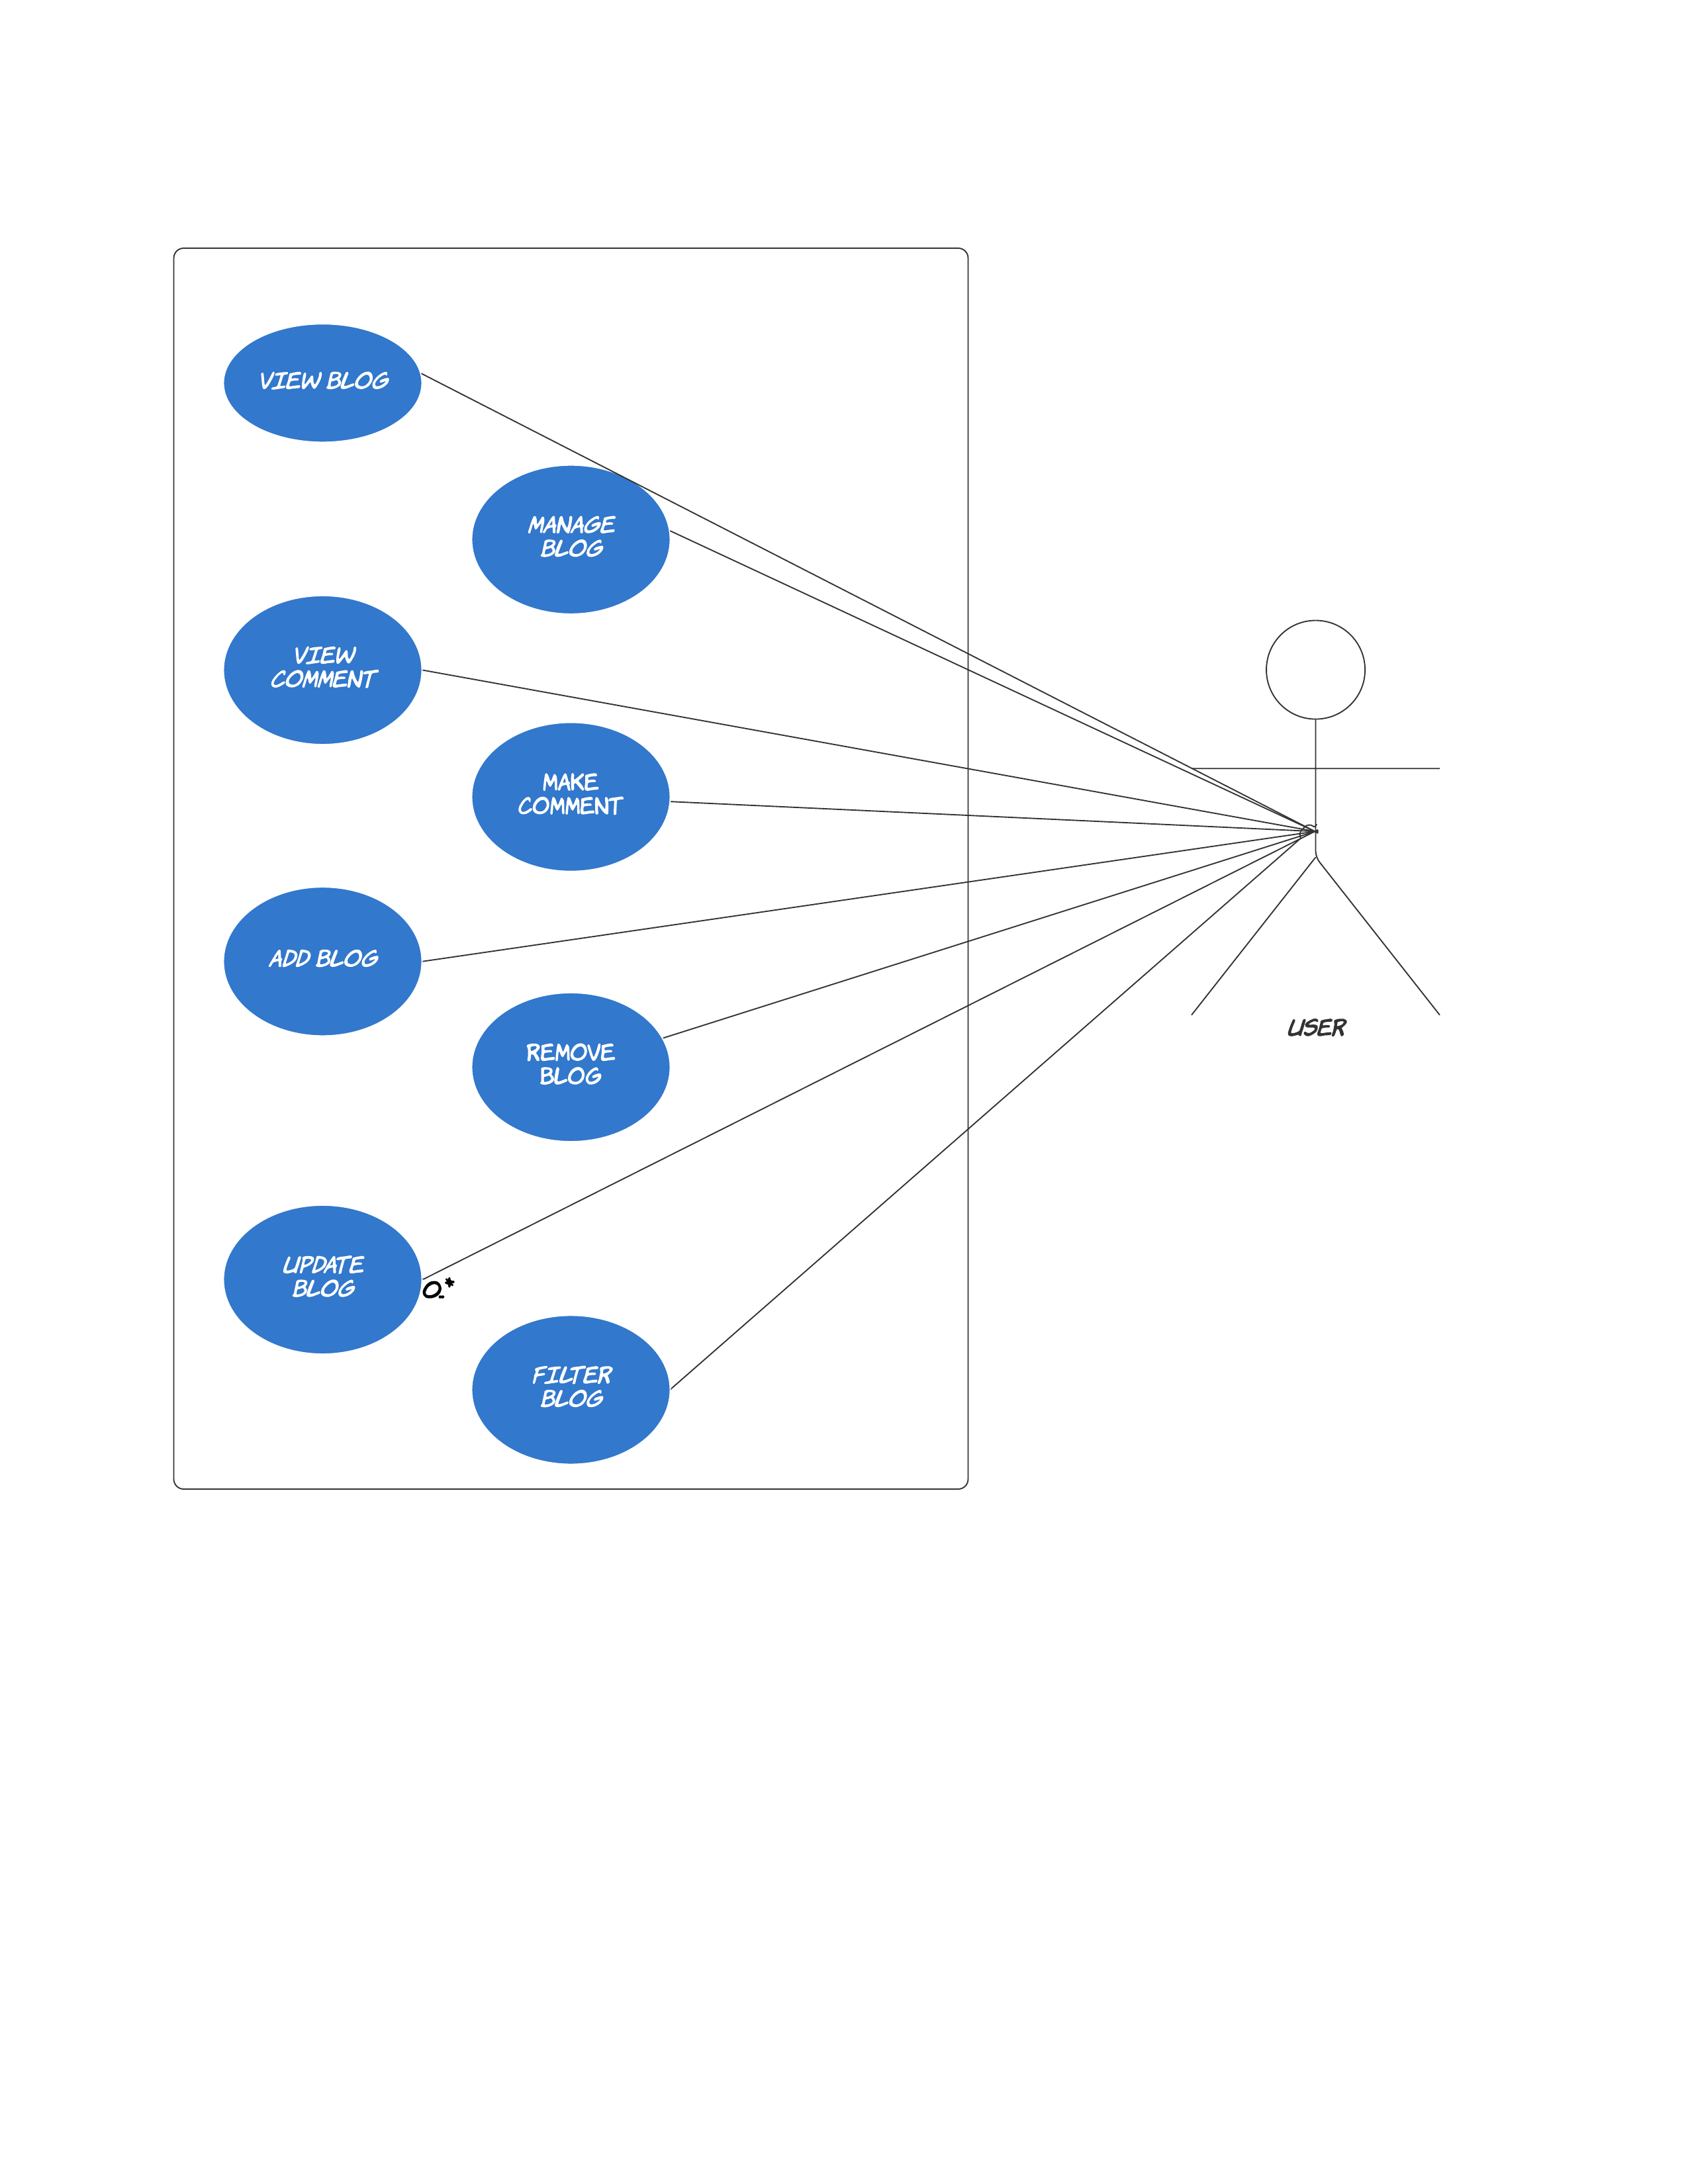 VIEW BLOG
MANAGE
BLOG
VIEW
COMMENT
MAKE
COMMENT
ADD BLOG
REMOVE
BLOG
USER
UPDATE
BLOG
0..*
FILTER
BLOG